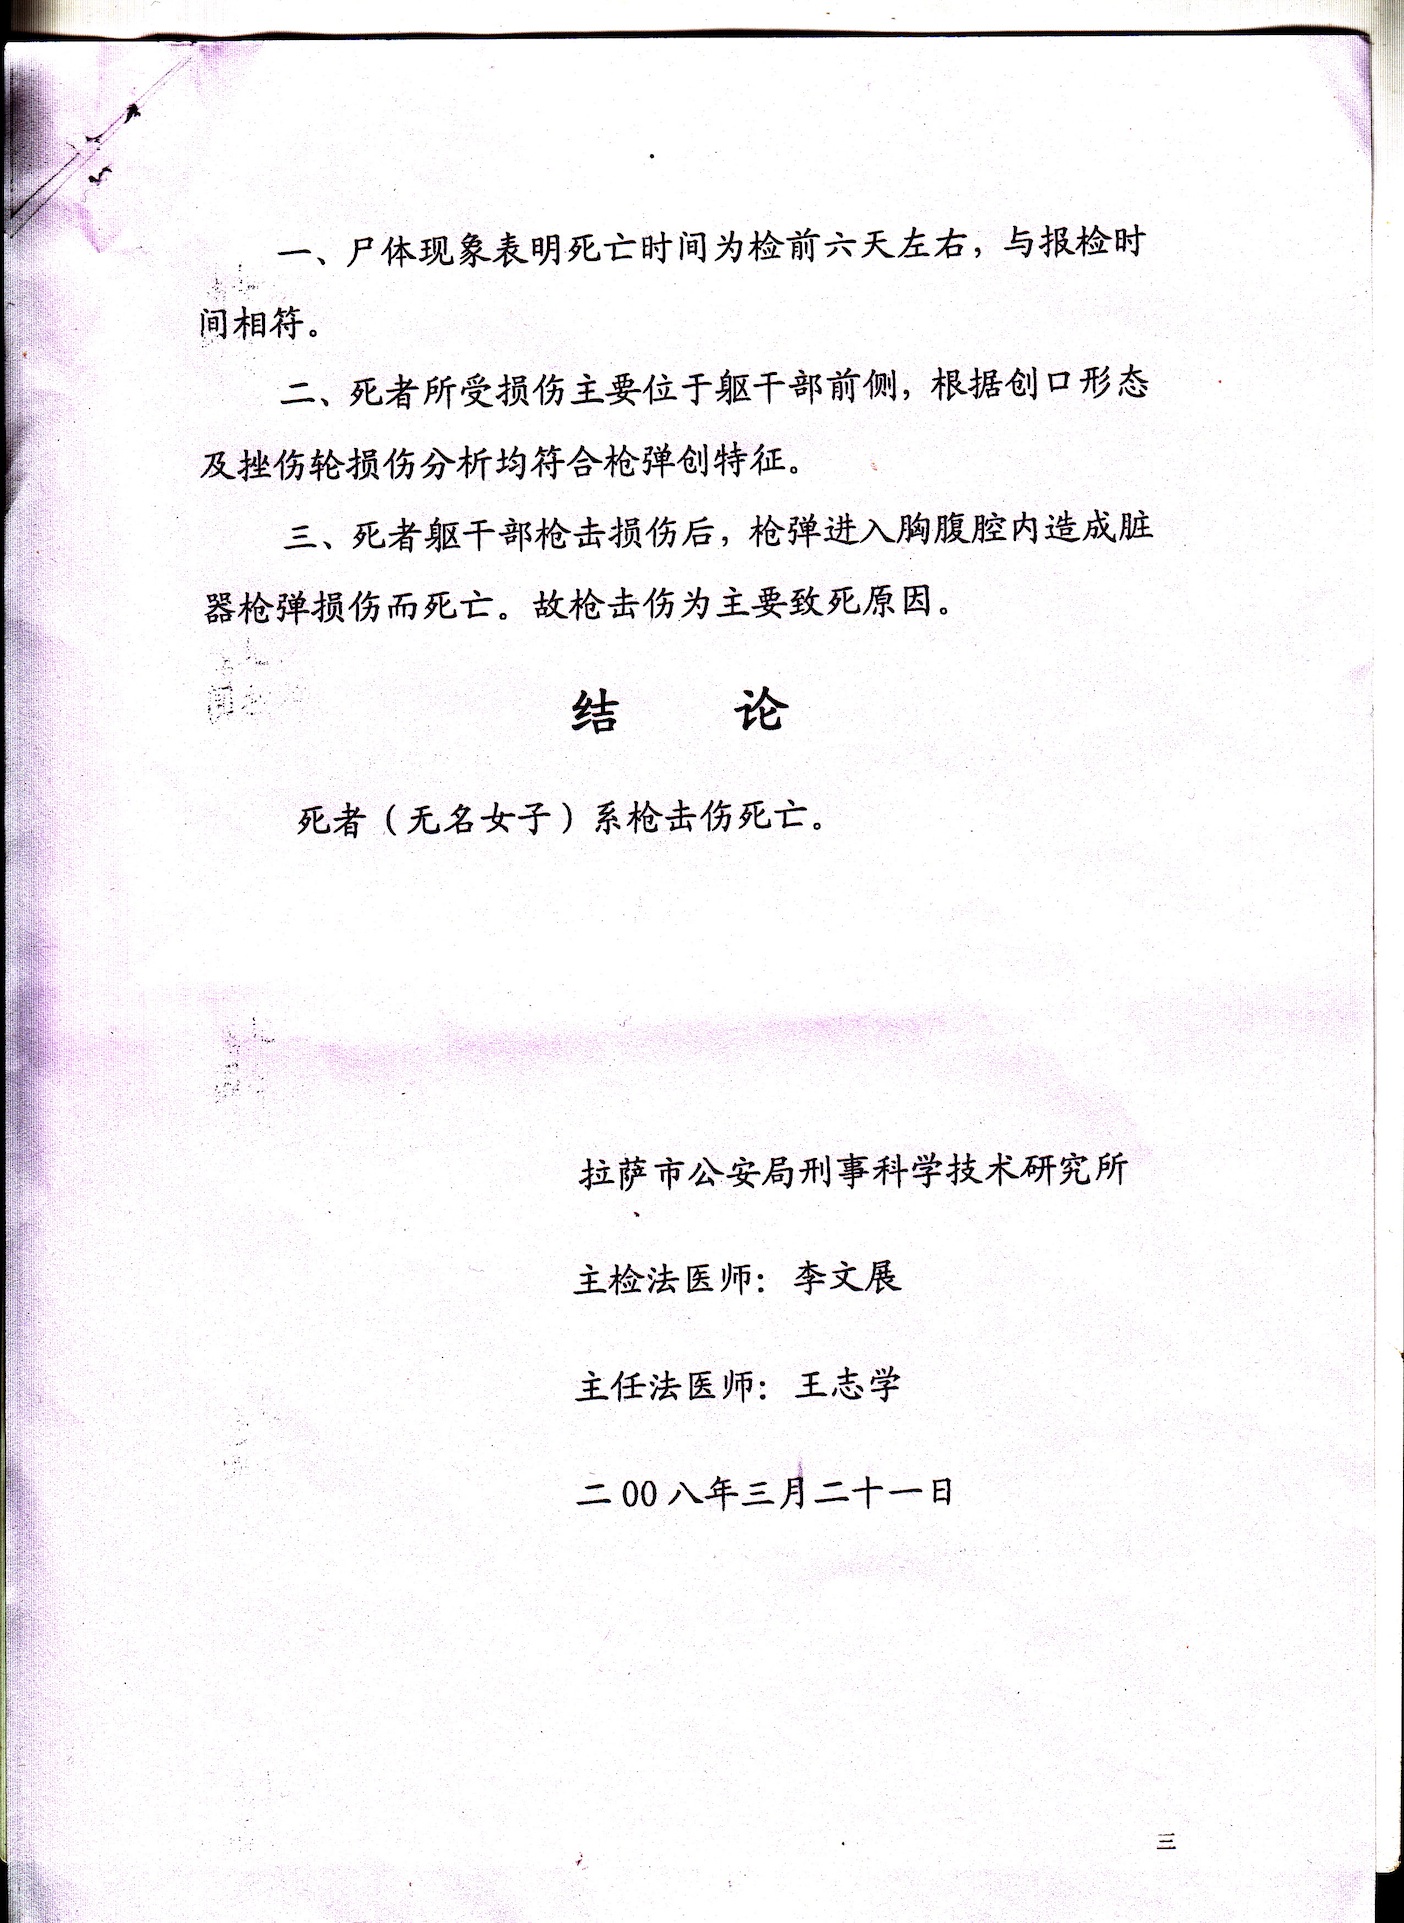 一、尸体现象表明死亡时间为检前六天左右，与报检时
间相符。
二、死者所受损伤主要位于躯干部前侧，根据创口形态
及挫伤轮损伤分析均符合枪弹创特征。
三、死者躯干部枪击损伤后，枪弹进入胸腹腔内造成脏
器枪弹损伤而死亡。故枪击伤为主要致死原因。
结 论
死者（无名女子）系枪击伤死亡。
拉萨市公安局刑事科学技术研究所
主检法医师：李文展
主任法医师：王志学
二00八年三月二十一日
三